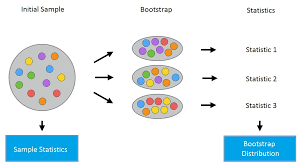 Initial Sample
Bootstrap
Statistics
Statistic 1
Statistic 2
Statistic 3
Sample Statistics
Bootstrap
Distribution